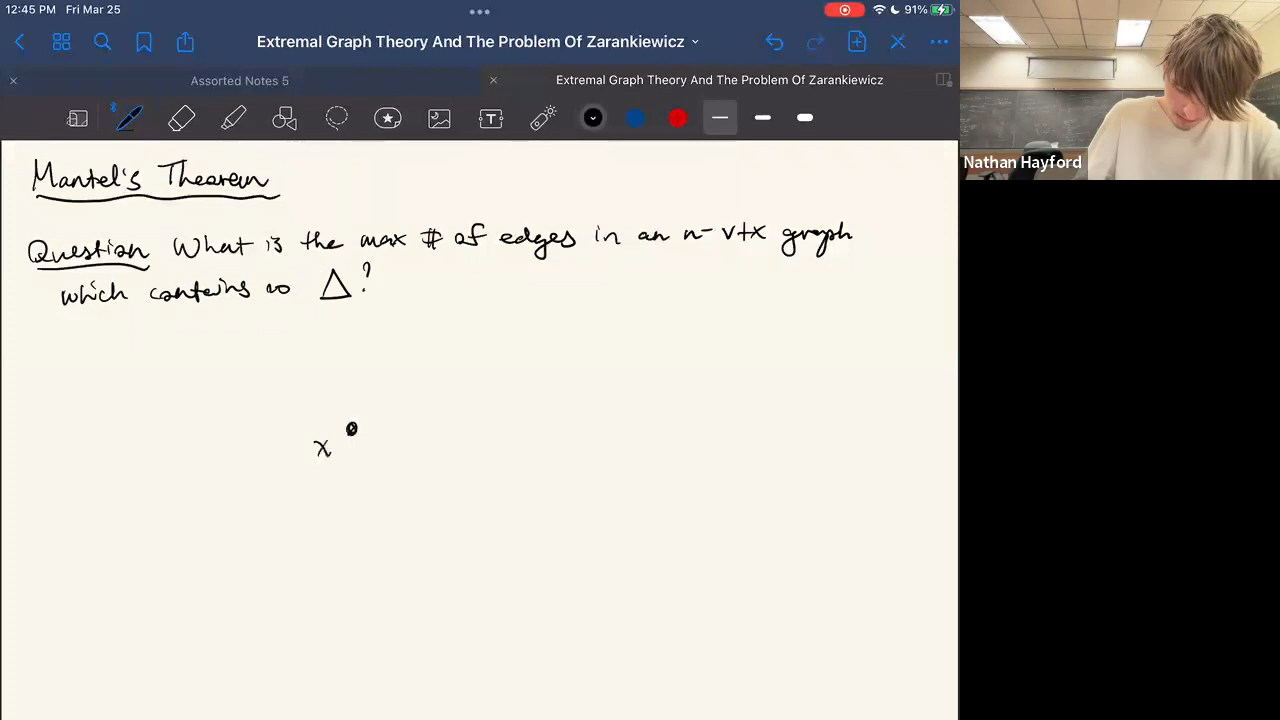 12:45 PM Fri Mar 25
91%
Extremal Graph Theory And The Problem Of Zarankiewicz
Assorted Notes 5
Extremal Graph Theory And The Problem Of Zarankiewicz
T
Nathan Hayford
Mantel's Theorem
Question What is the max # of edges in an n-vtx graph
which contains no Δ?
x